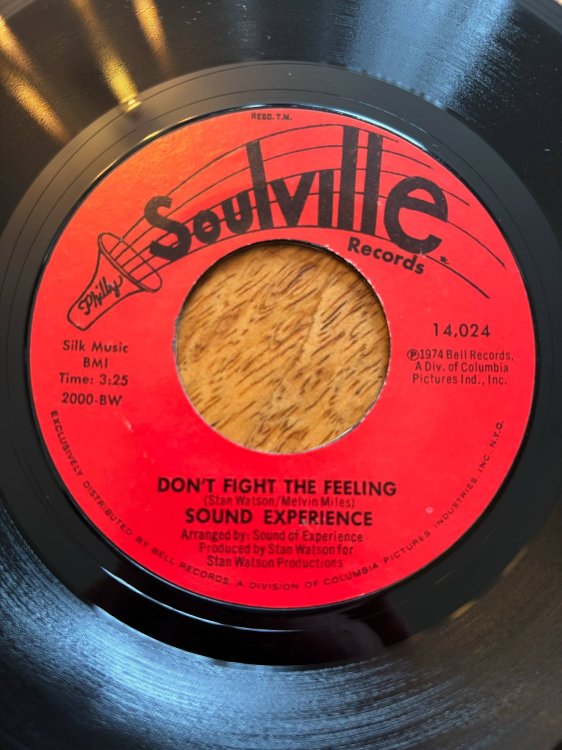 REGC. T.M.
Soulville
Records
Philly
14.024
Silk Music
BMI
Time: 3:25
2000-BW
℗1974 Bell Records,
A Div. of Columbia
Pictures Ind., Inc.
DON'T FIGHT THE FEELING
(Stan Watson/Melvin Miles)
SOUND EXPERIENCE
Arranged by: Sound of Experience
Produced by Stan Watson for
Stan Watson Productions
EXCLUSIVELY DISTRIBUTED BY BELL RECORDS, A DIVISION OF COLUMBIA PICTURES INDUSTRIES, INC., N.Y.C.